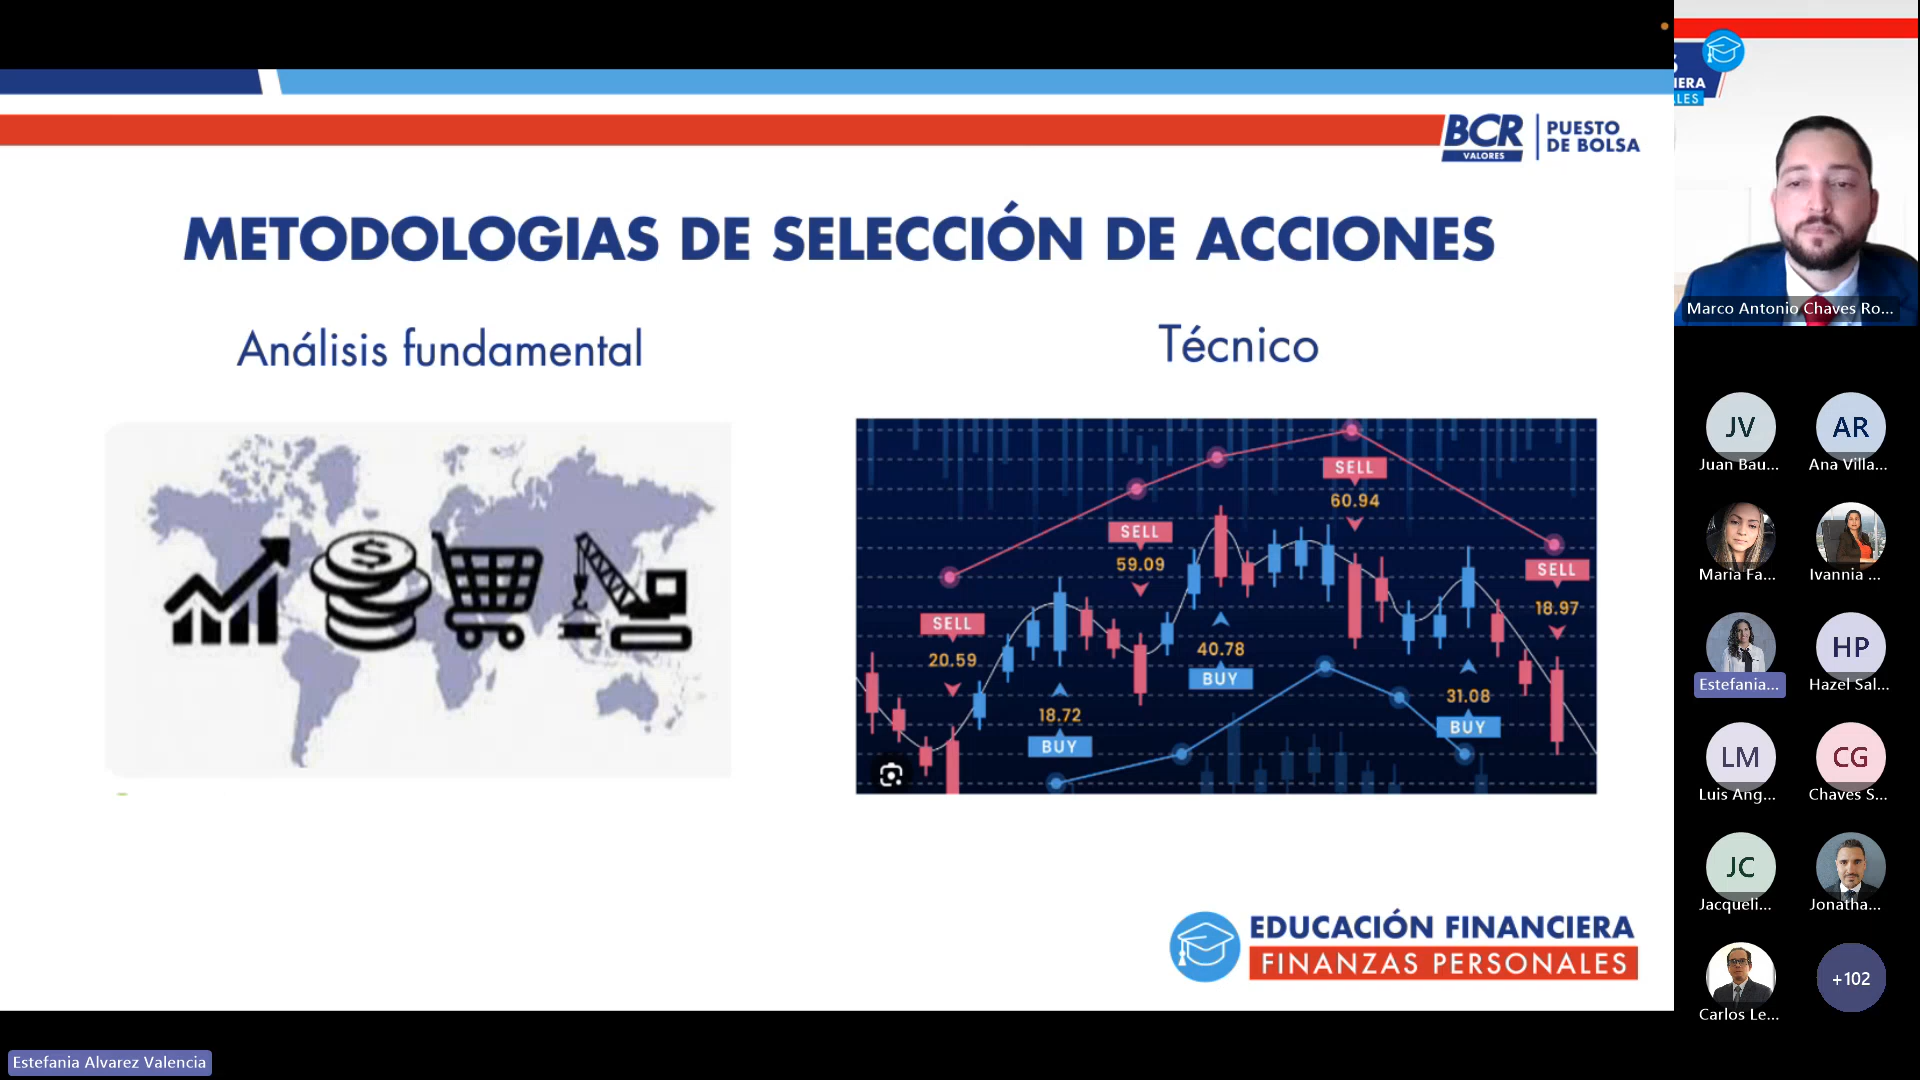 BCR
VALORES
PUESTO
DE BOLSA
METODOLOGIAS DE SELECCIÓN DE ACCIONES
Análisis fundamental
Técnico
$
SELL
60.94
SELL
59.09
SELL
18.97
SELL
20.59
40.78
BUY
31.08
BUY
18.72
BUY
EDUCACIÓN FINANCIERA
FINANZAS PERSONALES
Estefania Alvarez Valencia
IERA
LES
Marco Antonio Chaves Ro...
JV
Juan Bau...
AR
Ana Villa...
Maria Fa...
Ivannia ...
Estefania...
HP
Hazel Sal...
LM
Luis Ang...
CG
Chaves S...
JC
Jacqueli...
Jonatha...
Carlos Le...
+102